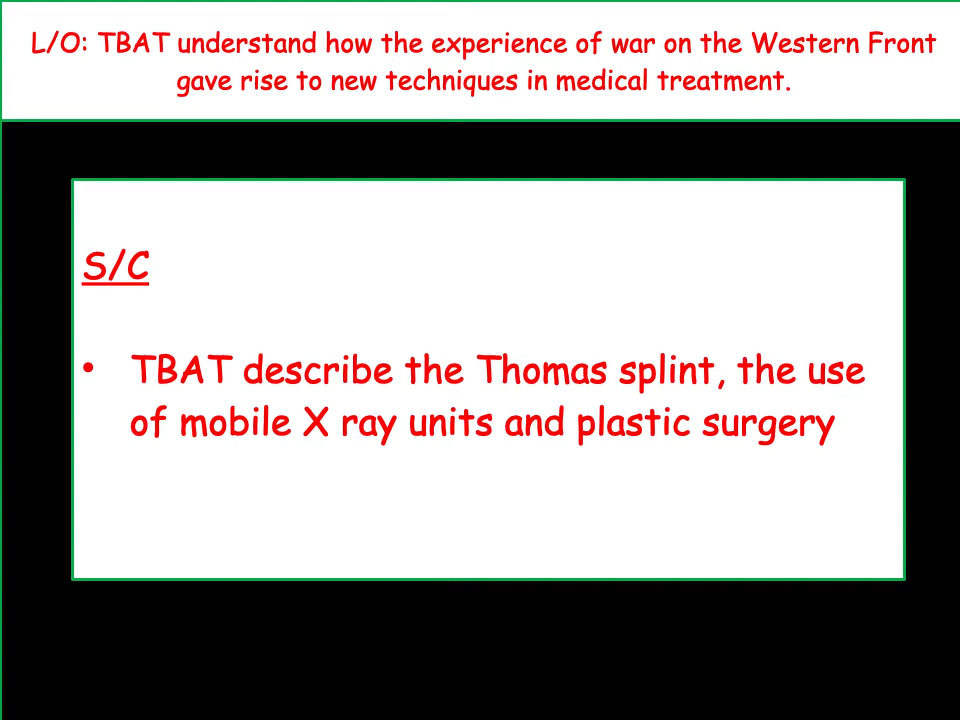 L/O: TBAT understand how the experience of war on the Western Front
gave rise to new techniques in medical treatment.
S/C
• TBAT describe the Thomas splint, the use
of mobile X ray units and plastic surgery